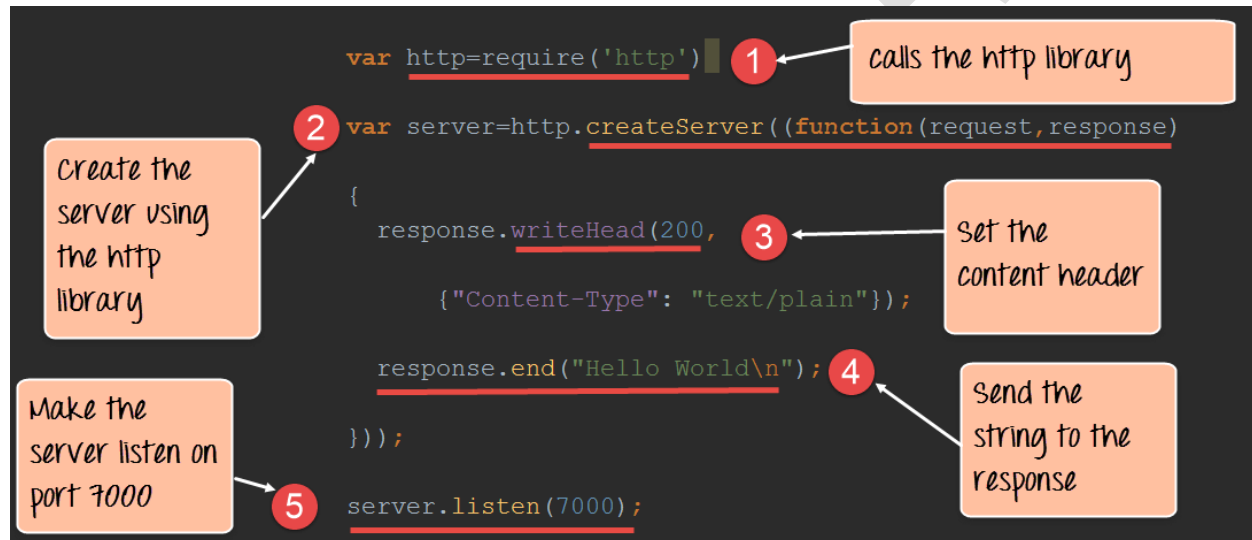 var http=require('http')
1
calls the http library
2
var server=http.createServer((function(request,response)
Create the
server using
the http
library
{
response.writeHead(200,
3
Set the
content header
{"Content-Type": "text/plain"});
response.end("Hello World\n");
4
Send the
string to the
response
Make the
server listen on
port 7000
}));
5
server.listen(7000);